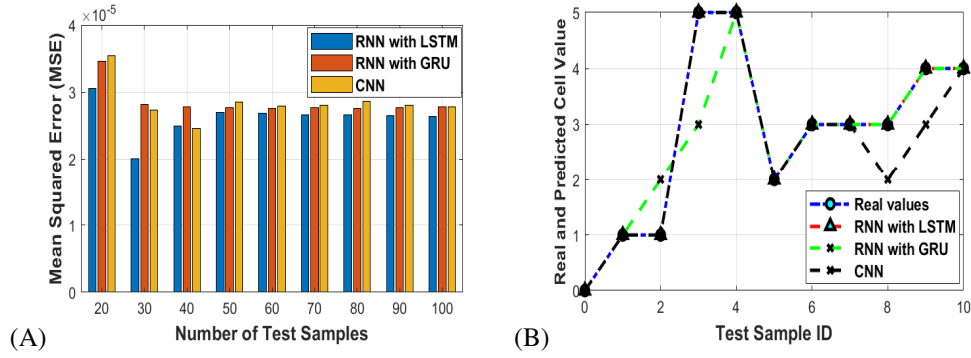 ×10⁻⁵
4
3
2
1
0
Mean Squared Error (MSE)
RNN with LSTM
RNN with GRU
CNN
20 30 40 50 60 70 80 90 100
Number of Test Samples
(A)
5
4
3
2
1
0
Real and Predicted Cell Value
Real values
RNN with LSTM
RNN with GRU
CNN
0 2 4 6 8 10
Test Sample ID
(B)